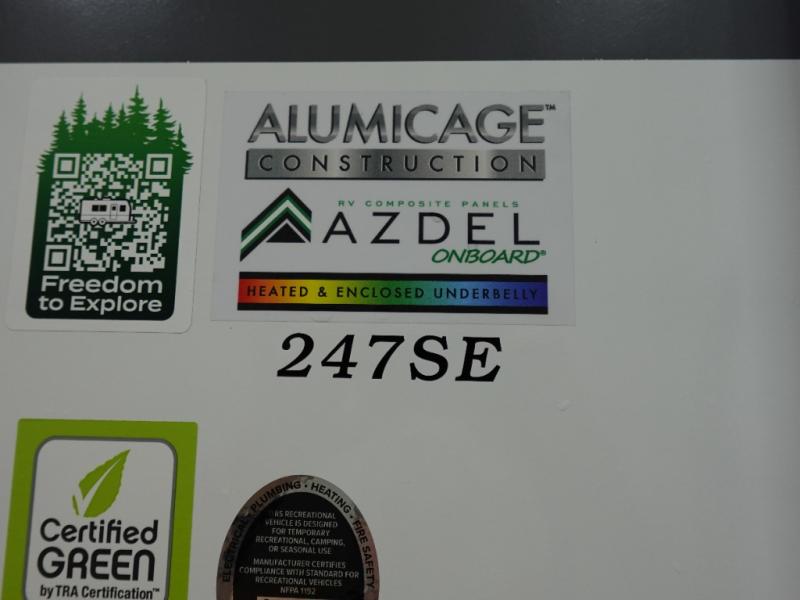 Freedom
to Explore
ALUMICAGE™
CONSTRUCTION
RV COMPOSITE PANELS
AZDEL
ONBOARD®
HEATED & ENCLOSED UNDERBELLY
247SE
Certified
GREEN
by TRA Certification™
ELECTRICAL • PLUMBING • HEATING • FIRE SAFETY
RECREATIONAL
VEHICLE IS DESIGNED
FOR TEMPORARY
RECREATIONAL, CAMPING,
OR SEASONAL USE
MANUFACTURER CERTIFIES
COMPLIANCE WITH STANDARD FOR
RECREATIONAL VEHICLES
NFPA 1192